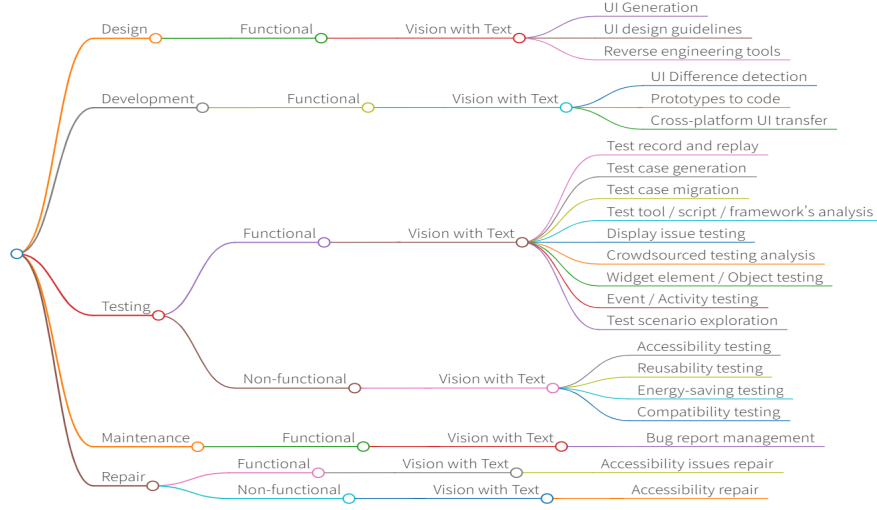 Design
Functional
Vision with Text
UI Generation
UI design guidelines
Reverse engineering tools
Development
Functional
Vision with Text
UI Difference detection
Prototypes to code
Cross-platform UI transfer
Testing
Functional
Vision with Text
Test record and replay
Test case generation
Test case migration
Test tool / script / framework's analysis
Display issue testing
Crowdsourced testing analysis
Widget element / Object testing
Event / Activity testing
Test scenario exploration
Non-functional
Vision with Text
Accessibility testing
Reusability testing
Energy-saving testing
Compatibility testing
Maintenance
Functional
Vision with Text
Bug report management
Repair
Functional
Vision with Text
Accessibility issues repair
Non-functional
Vision with Text
Accessibility repair